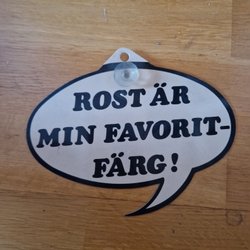 ROST ÄR
MIN FAVORIT-
FÄRG!